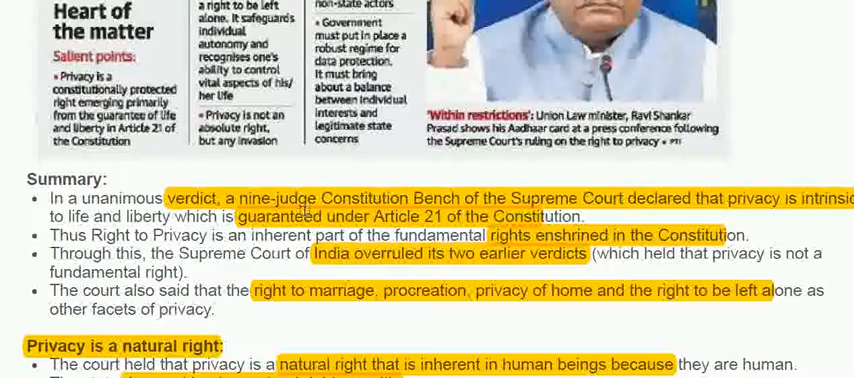 Heart of
the matter
Salient points:
• Privacy is a
constitutionally protected
right emerging primarily
from the guarantee of life
and liberty in Article 21 of
the Constitution
a right to be left
alone. It safeguards
individual
autonomy and
recognises one's
ability to control
vital aspects of his/
her life
• Privacy is not an
absolute right,
but any invasion
non-state actors
• Government
must put in place a
robust regime for
data protection.
It must bring
about a balance
between individual
interests and
legitimate state
concerns
'Within restrictions': Union Law minister, Ravi Shankar
Prasad shows his Aadhaar card at a press conference following
the Supreme Court's ruling on the right to privacy • PTI
Summary:
• In a unanimous verdict, a nine-judge Constitution Bench of the Supreme Court declared that privacy is intrinsic
to life and liberty which is guaranteed under Article 21 of the Constitution.
• Thus Right to Privacy is an inherent part of the fundamental rights enshrined in the Constitution.
• Through this, the Supreme Court of India overruled its two earlier verdicts (which held that privacy is not a
fundamental right).
• The court also said that the right to marriage, procreation, privacy of home and the right to be left alone as
other facets of privacy.
Privacy is a natural right:
• The court held that privacy is a natural right that is inherent in human beings because they are human.